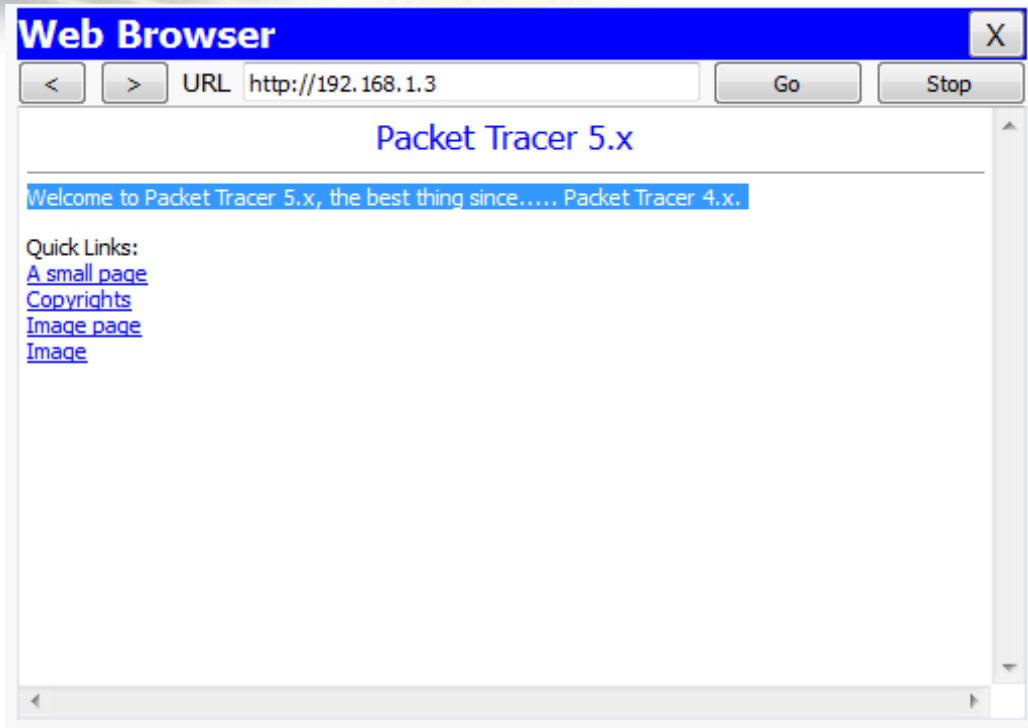 Web Browser X
< > URL http://192.168.1.3 Go Stop
Packet Tracer 5.x
Welcome to Packet Tracer 5.x, the best thing since..... Packet Tracer 4.x.
Quick Links:
A small page
Copyrights
Image page
Image